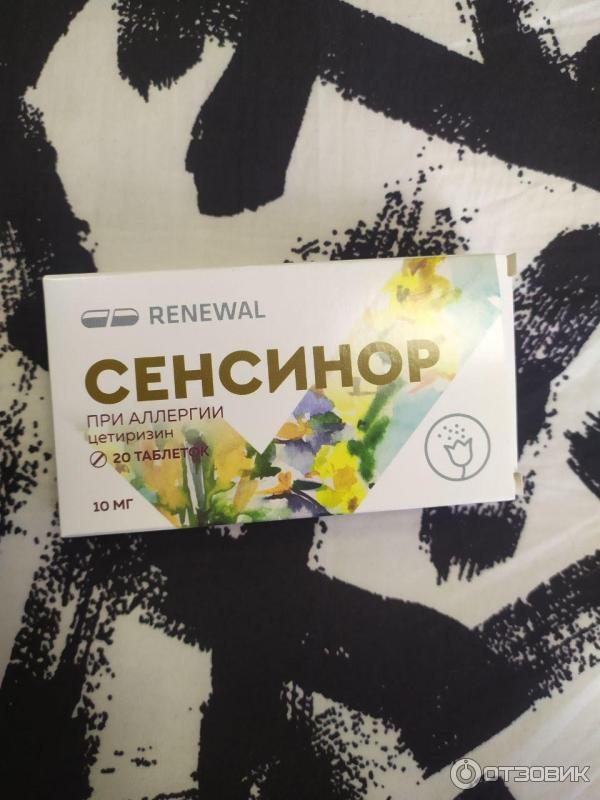 RENEWAL
СЕНСИНОР
ПРИ АЛЛЕРГИИ
цетиризин
20 ТАБЛЕТОК
10 МГ
ОТЗОВИК